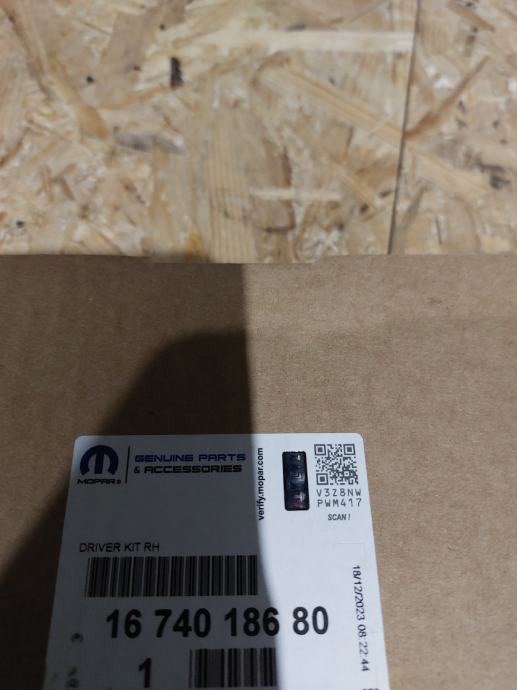 MOPAR®
GENUINE PARTS
& ACCESSORIES
verify.mopar.com
V3Z8NW
PWM417
SCAN!
DRIVER KIT RH
16 740 186 80
18/12/2023 08:22:44
1